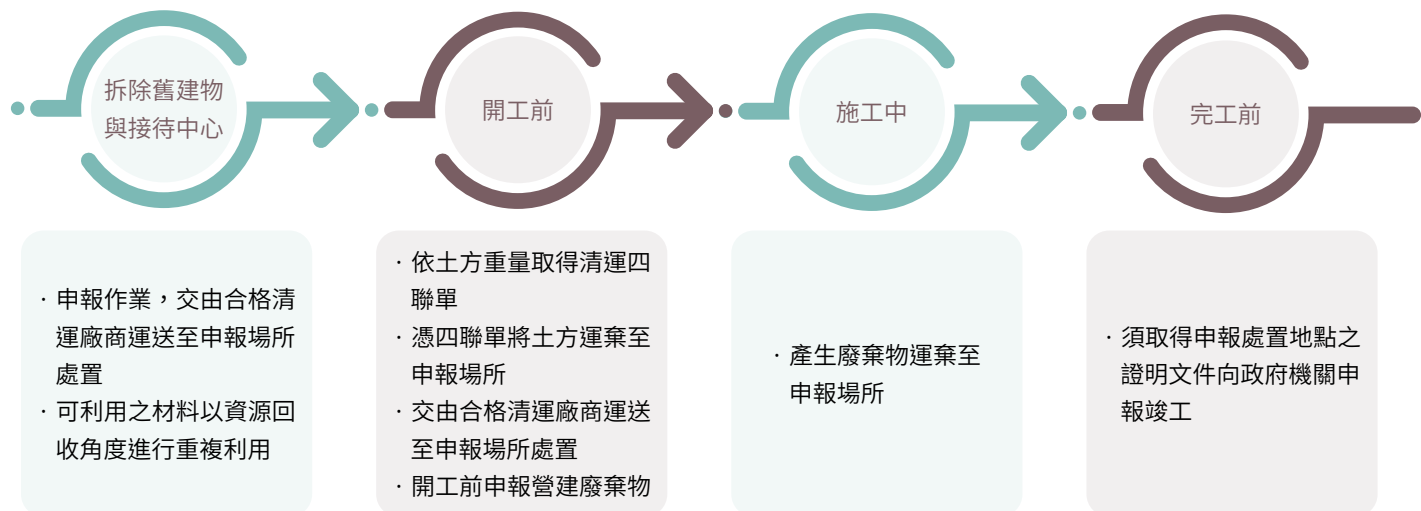 拆除舊建物
與接待中心
開工前
施工中
完工前
· 申報作業，交由合格清
運廠商運送至申報場所
處置
· 可利用之材料以資源回
收角度進行重複利用
· 依土方重量取得清運四
聯單
· 憑四聯單將土方運棄至
申報場所
· 交由合格清運廠商運送
至申報場所處置
· 開工前申報營建廢棄物
· 產生廢棄物運棄至
申報場所
· 須取得申報處置地點之
證明文件向政府機關申
報竣工